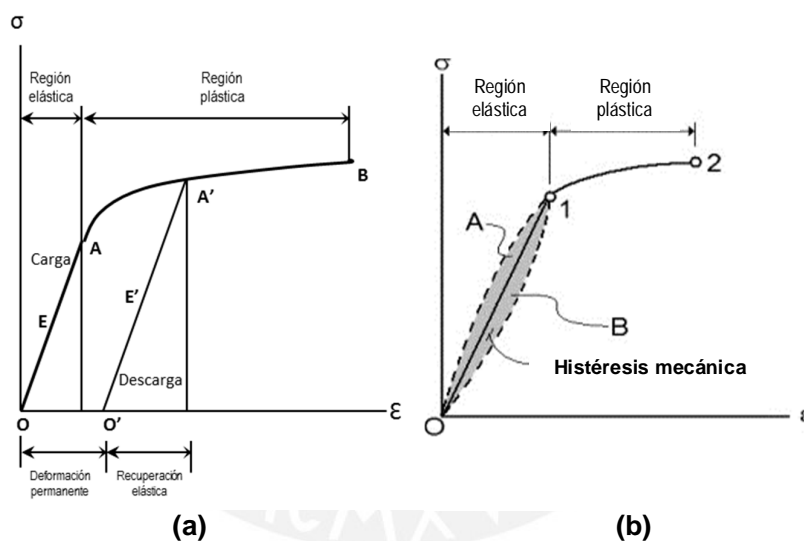 σ
Región
elástica
Región
plástica
B
A'
A
Carga
E
E'
Descarga
O
O'
ε
Deformación
permanente
Recuperación
elástica
(a)
σ
Región
elástica
Región
plástica
2
1
A
B
Histéresis mecánica
O
ε
(b)